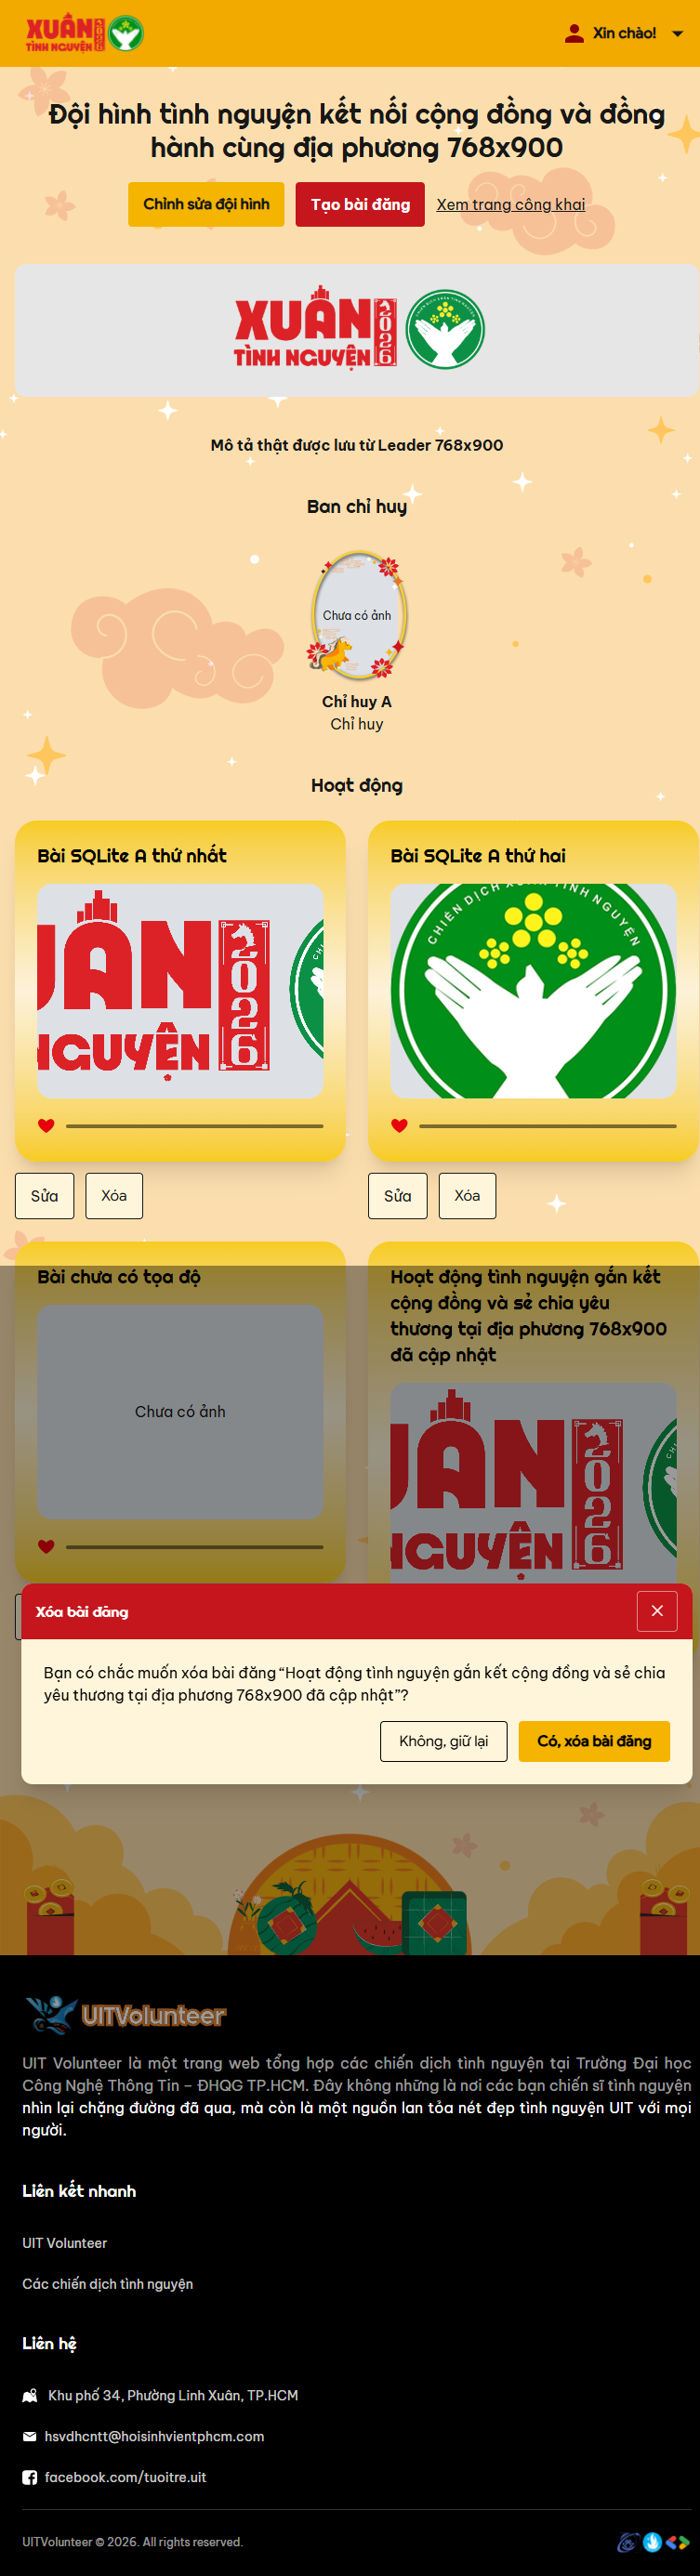 XUÂN
TÌNH NGUYỆN
2026
Xin chào!
Đội hình tình nguyện kết nối cộng đồng và đồng
hành cùng địa phương 768x900
Chỉnh sửa đội hình
Tạo bài đăng
Xem trang công khai
XUÂN
TÌNH NGUYỆN
2026
Mô tả thật được lưu từ Leader 768x900
Ban chỉ huy
Chưa có ảnh
Chỉ huy A
Chỉ huy
Hoạt động
Bài SQLite A thứ nhất
Bài SQLite A thứ hai
UÂN
NGUYỆN
2026
CHIẾN DỊCH XUÂN TÌNH NGUYỆN
Sửa
Xóa
Sửa
Xóa
Bài chưa có tọa độ
Chưa có ảnh
Hoạt động tình nguyện gắn kết
cộng đồng và sẻ chia yêu
thương tại địa phương 768x900
đã cập nhật
UÂN
NGUYỆN
2026
Xóa bài đăng
Bạn có chắc muốn xóa bài đăng “Hoạt động tình nguyện gắn kết cộng đồng và sẻ chia
yêu thương tại địa phương 768x900 đã cập nhật”?
Không, giữ lại
Có, xóa bài đăng
UITVolunteer
UIT Volunteer là một trang web tổng hợp các chiến dịch tình nguyện tại Trường Đại học
Công Nghệ Thông Tin – ĐHQG TP.HCM. Đây không những là nơi các bạn chiến sĩ tình nguyện
nhìn lại chặng đường đã qua, mà còn là một nguồn lan tỏa nét đẹp tình nguyện UIT với mọi
người.
Liên kết nhanh
UIT Volunteer
Các chiến dịch tình nguyện
Liên hệ
Khu phố 34, Phường Linh Xuân, TP.HCM
hsvdhcntt@hoisinhvientphcm.com
facebook.com/tuoitre.uit
UITVolunteer © 2026. All rights reserved.